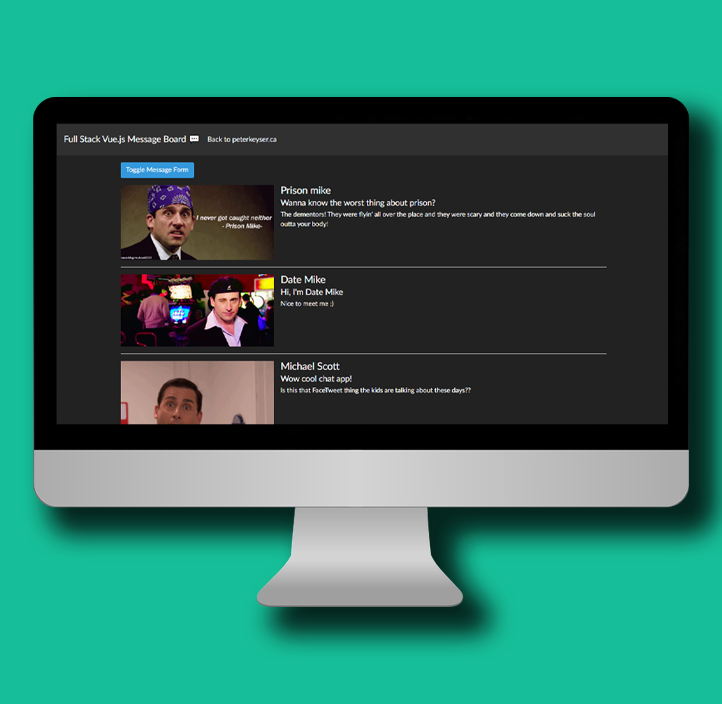 Full Stack Vue.js Message Board 💬 Back to peterkeyser.ca
Toggle Message Form
I never got caught neither
- Prison Mike-
Prison mike
Wanna know the worst thing about prison?
The dementors! They were flyin' all over the place and they were scary and they come down and suck the soul
outta your body!
Date Mike
Hi, I'm Date Mike
Nice to meet me ;)
Michael Scott
Wow cool chat app!
Is this that FaceTweet thing the kids are talking about these days??